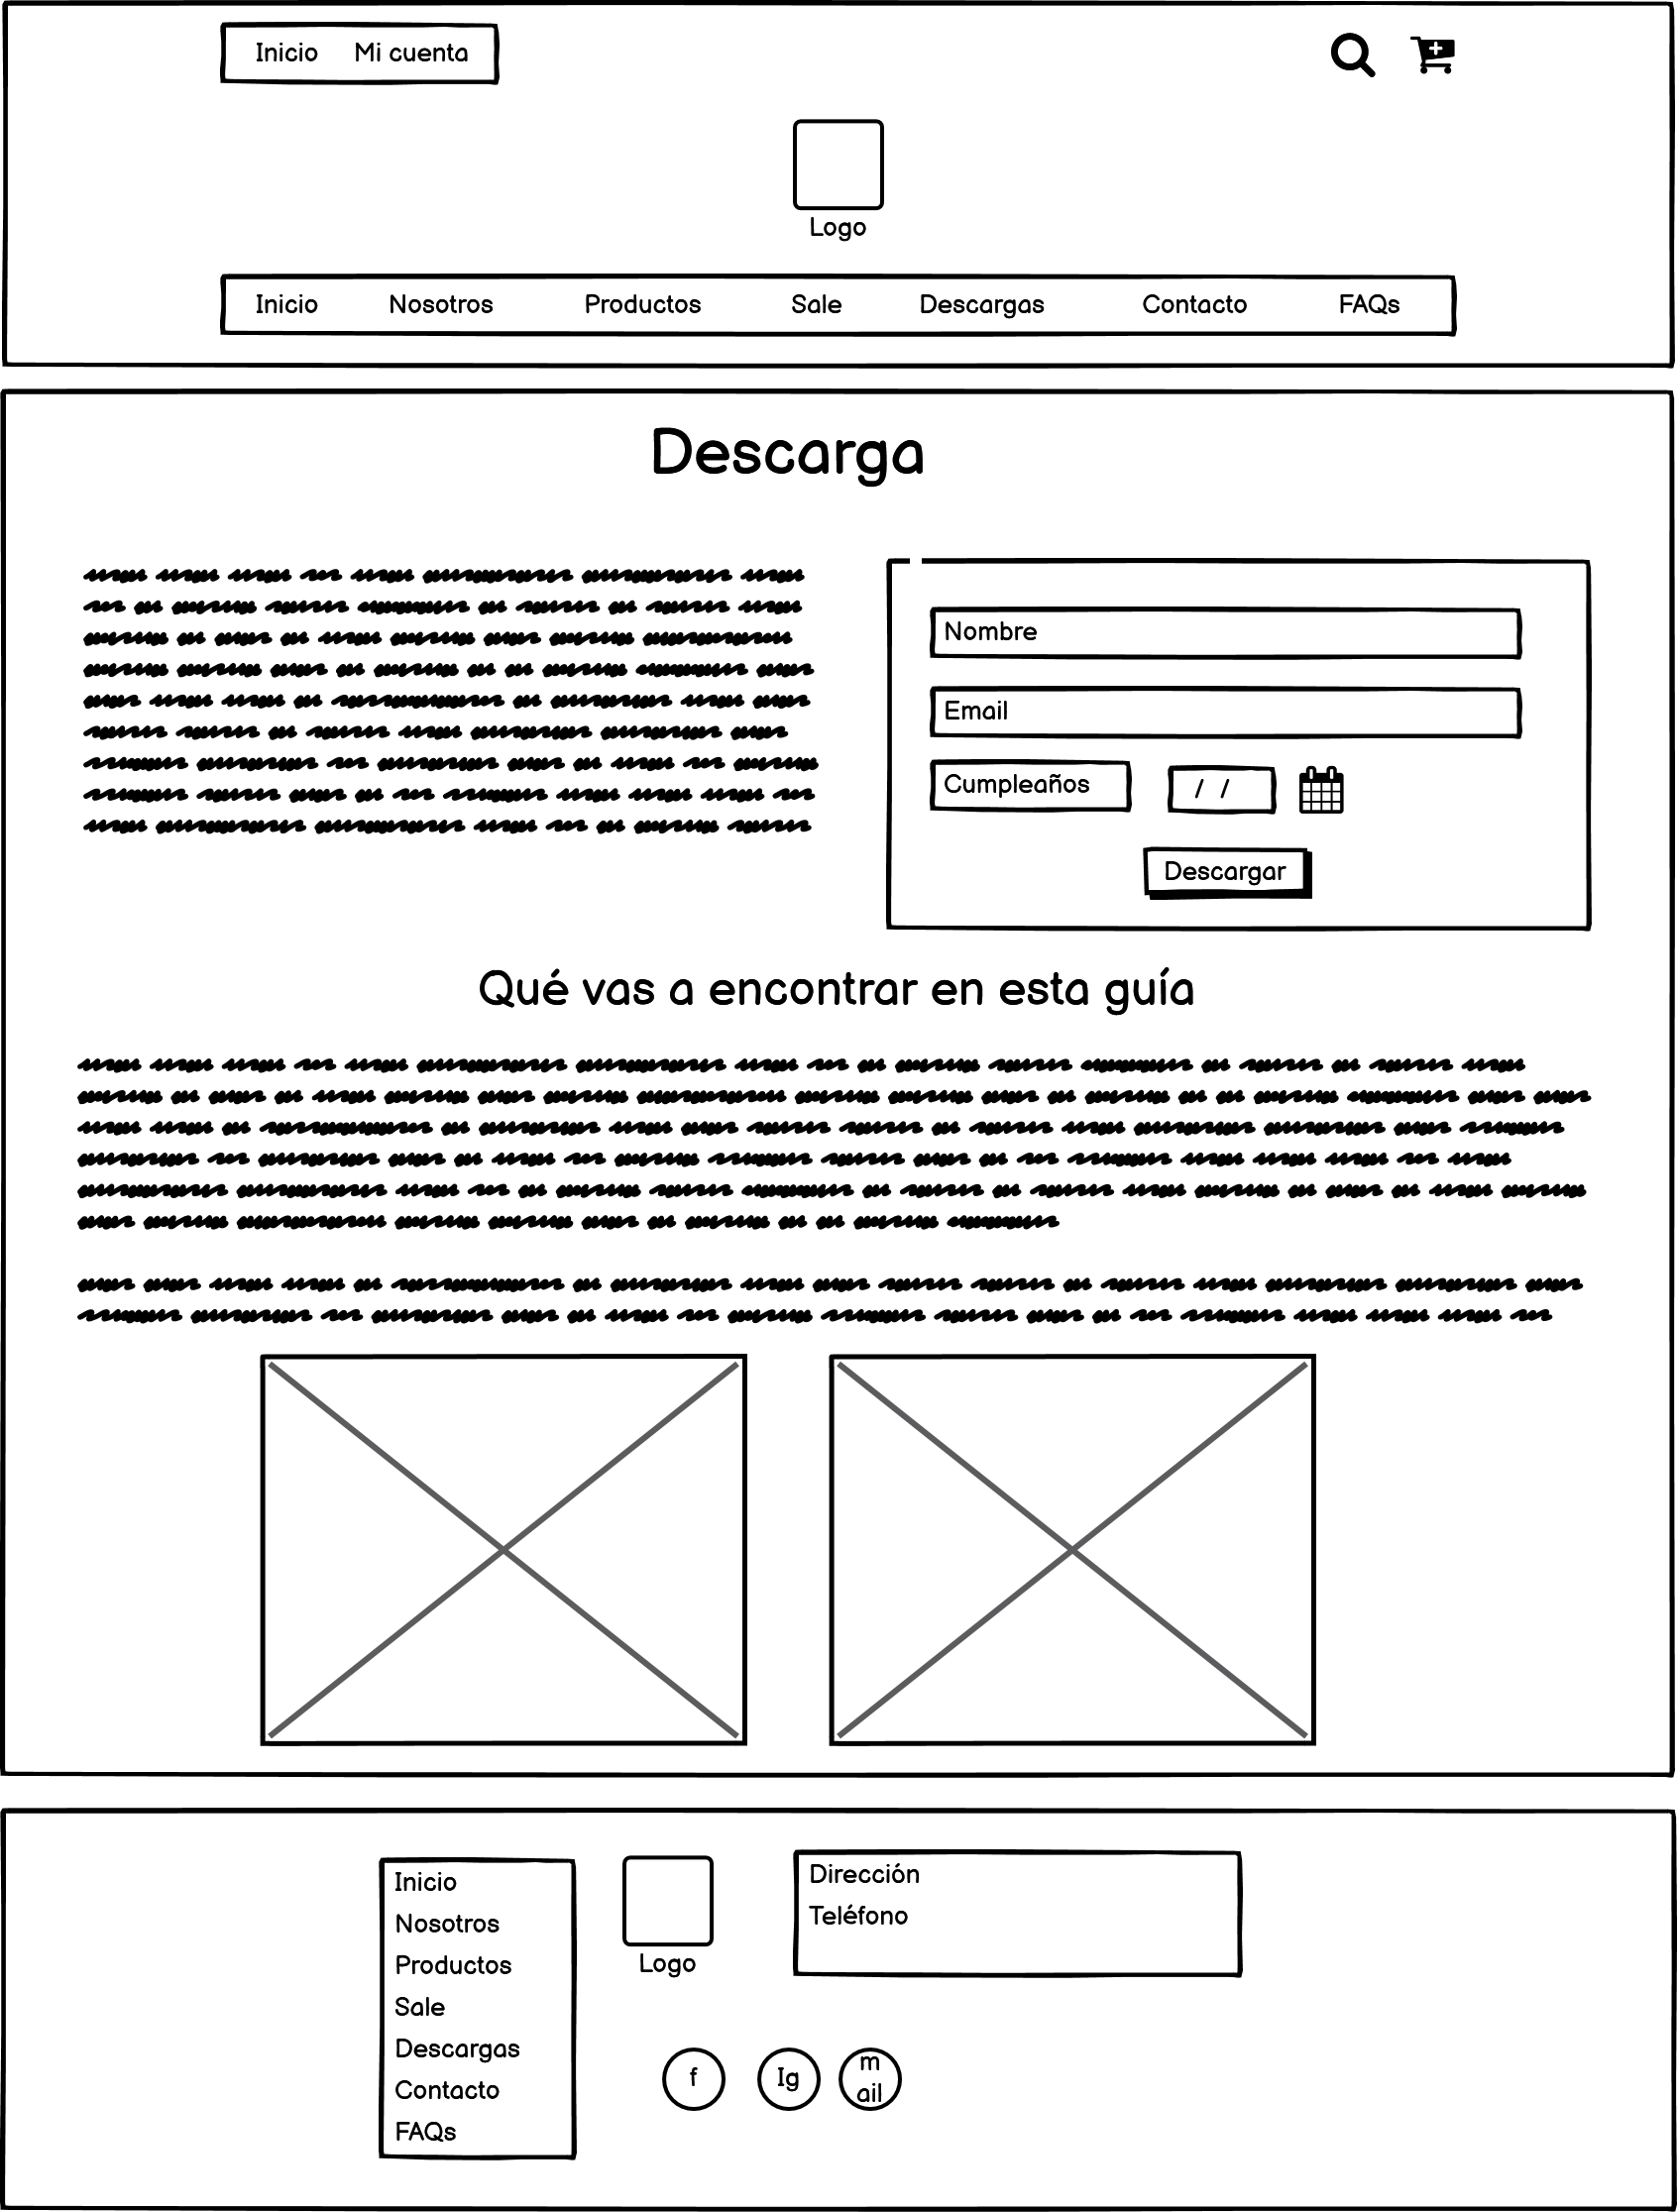 Inicio Mi cuenta
Logo
Inicio Nosotros Productos Sale Descargas Contacto FAQs
Descarga
Nombre
Email
Cumpleaños / /
Descargar
Qué vas a encontrar en esta guía
Inicio
Nosotros
Productos
Sale
Descargas
Contacto
FAQs
Logo
Dirección
Teléfono
f Ig m
ail